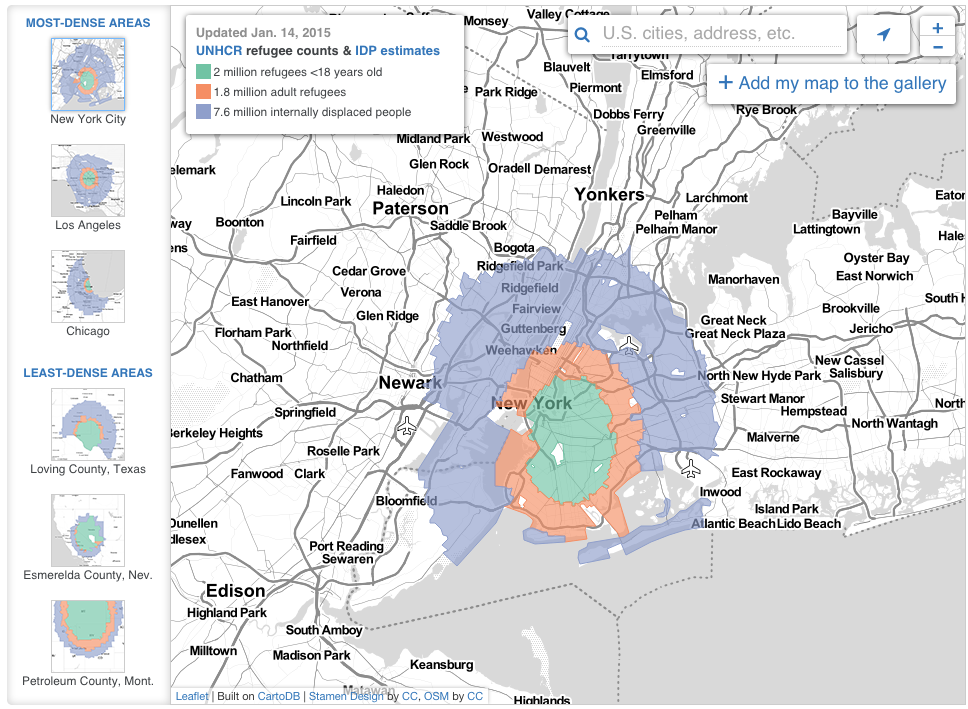 MOST-DENSE AREAS
New York City
Los Angeles
Chicago
LEAST-DENSE AREAS
Loving County, Texas
Esmerelda County, Nev.
Petroleum County, Mont.
Updated Jan. 14, 2015
UNHCR refugee counts & IDP estimates
2 million refugees <18 years old
1.8 million adult refugees
7.6 million internally displaced people
U.S. cities, address, etc.
+
−
+ Add my map to the gallery
Monsey
Valley Cottage
Tarrytown
Blauvelt
Elmsford
Park Ridge
Piermont
Dobbs Ferry
Rye Brook
Greenville
Midland Park
Westwood
Glen Rock
Oradell
Demarest
elemark
Haledon
Yonkers
Lincoln Park
Paterson
Larchmont
Eaton
way
Boonton
Saddle Brook
Pelham
Pelham Manor
Bayville
Lattingtown
ens
Fairfield
Bogota
Hale
Cedar Grove
Ridgefield Park
Oyster Bay
East Norwich
Verona
Ridgefield
Manorhaven
East Hanover
Fairview
Brookville
South H
Glen Ridge
Guttenberg
Great Neck
Great Neck Plaza
Jericho
Florham Park
Northfield
Weehawken
New Cassel
Salisbury
Chatham
Newark
North New Hyde Park
New York
Stewart Manor
Hempstead
North
Springfield
North Wantagh
Berkeley Heights
Malverne
Roselle Park
Fanwood
Clark
East Rockaway
Bloomfield
Inwood
Island Park
Dunellen
Atlantic Beach
Lido Beach
dlesex
Port Reading
Sewaren
Edison
Highland Park
South Amboy
Milltown
Madison Park
Keansburg
Matawan
Highlands
Leaflet | Built on CartoDB | Stamen Design by CC, OSM by CC